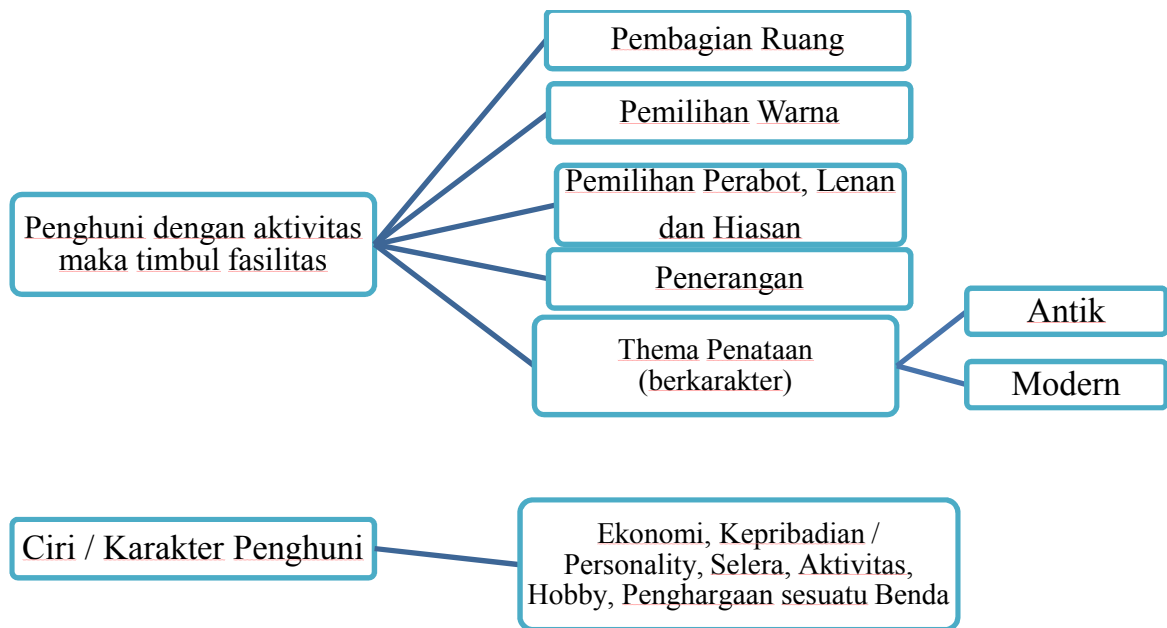 Pembagian Ruang
Pemilihan Warna
Pemilihan Perabot, Lenan
dan Hiasan
Penghuni dengan aktivitas
maka timbul fasilitas
Penerangan
Thema Penataan
(berkarakter)
Antik
Modern
Ciri / Karakter Penghuni
Ekonomi, Kepribadian /
Personality, Selera, Aktivitas,
Hobby, Penghargaan sesuatu Benda